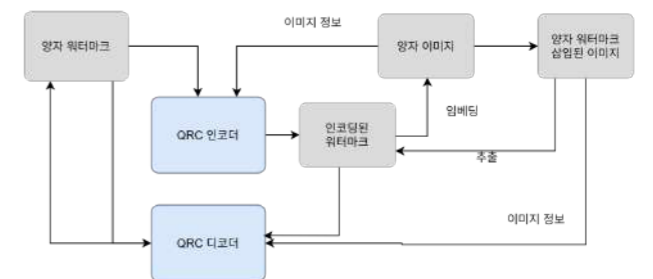 이미지 정보
양자 워터마크
양자 이미지
양자 워터마크
삽입된 이미지
QRC 인코더
인코딩된
워터마크
임베딩
추출
이미지 정보
QRC 디코더